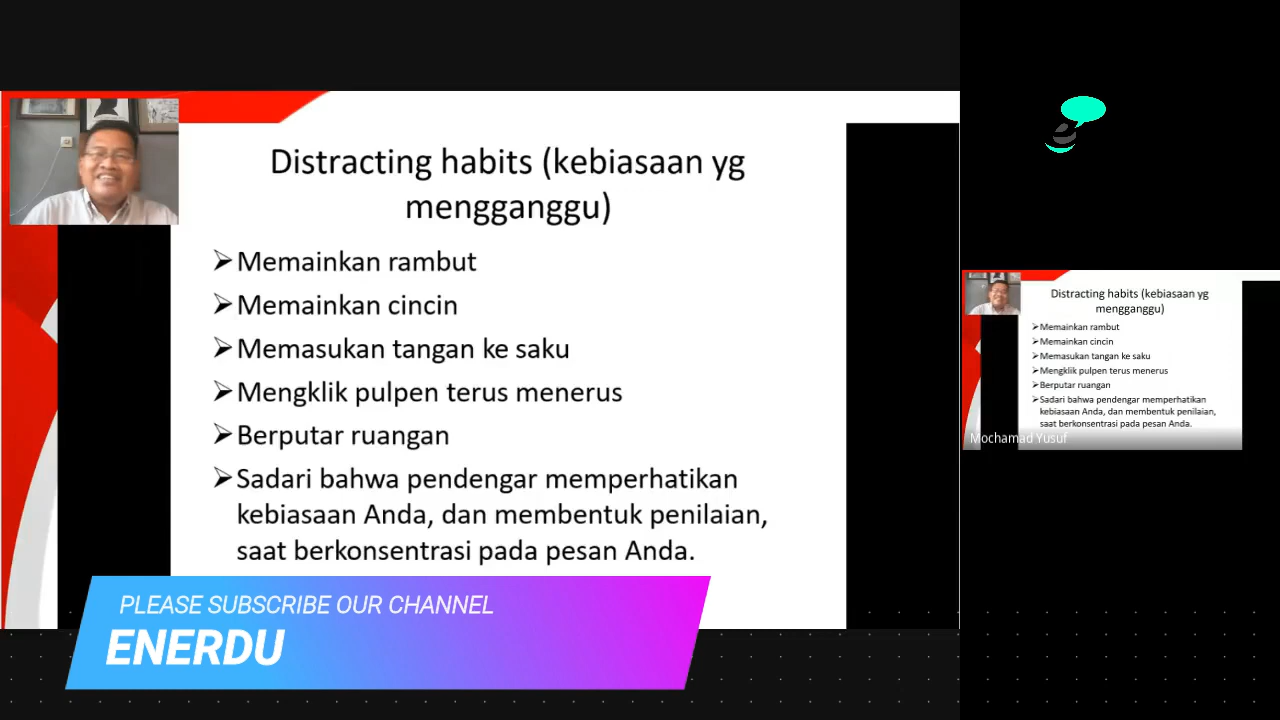 Distracting habits (kebiasaan yg
mengganggu)
➢Memainkan rambut
➢Memainkan cincin
➢Memasukan tangan ke saku
➢Mengklik pulpen terus menerus
➢Berputar ruangan
➢Sadari bahwa pendengar memperhatikan
kebiasaan Anda, dan membentuk penilaian,
saat berkonsentrasi pada pesan Anda.
PLEASE SUBSCRIBE OUR CHANNEL
ENERDU
Distracting habits (kebiasaan yg
mengganggu)
➢Memainkan rambut
➢Memainkan cincin
➢Memasukan tangan ke saku
➢Mengklik pulpen terus menerus
➢Berputar ruangan
➢Sadari bahwa pendengar memperhatikan
kebiasaan Anda, dan membentuk penilaian,
saat berkonsentrasi pada pesan Anda.
Mochamad Yusuf